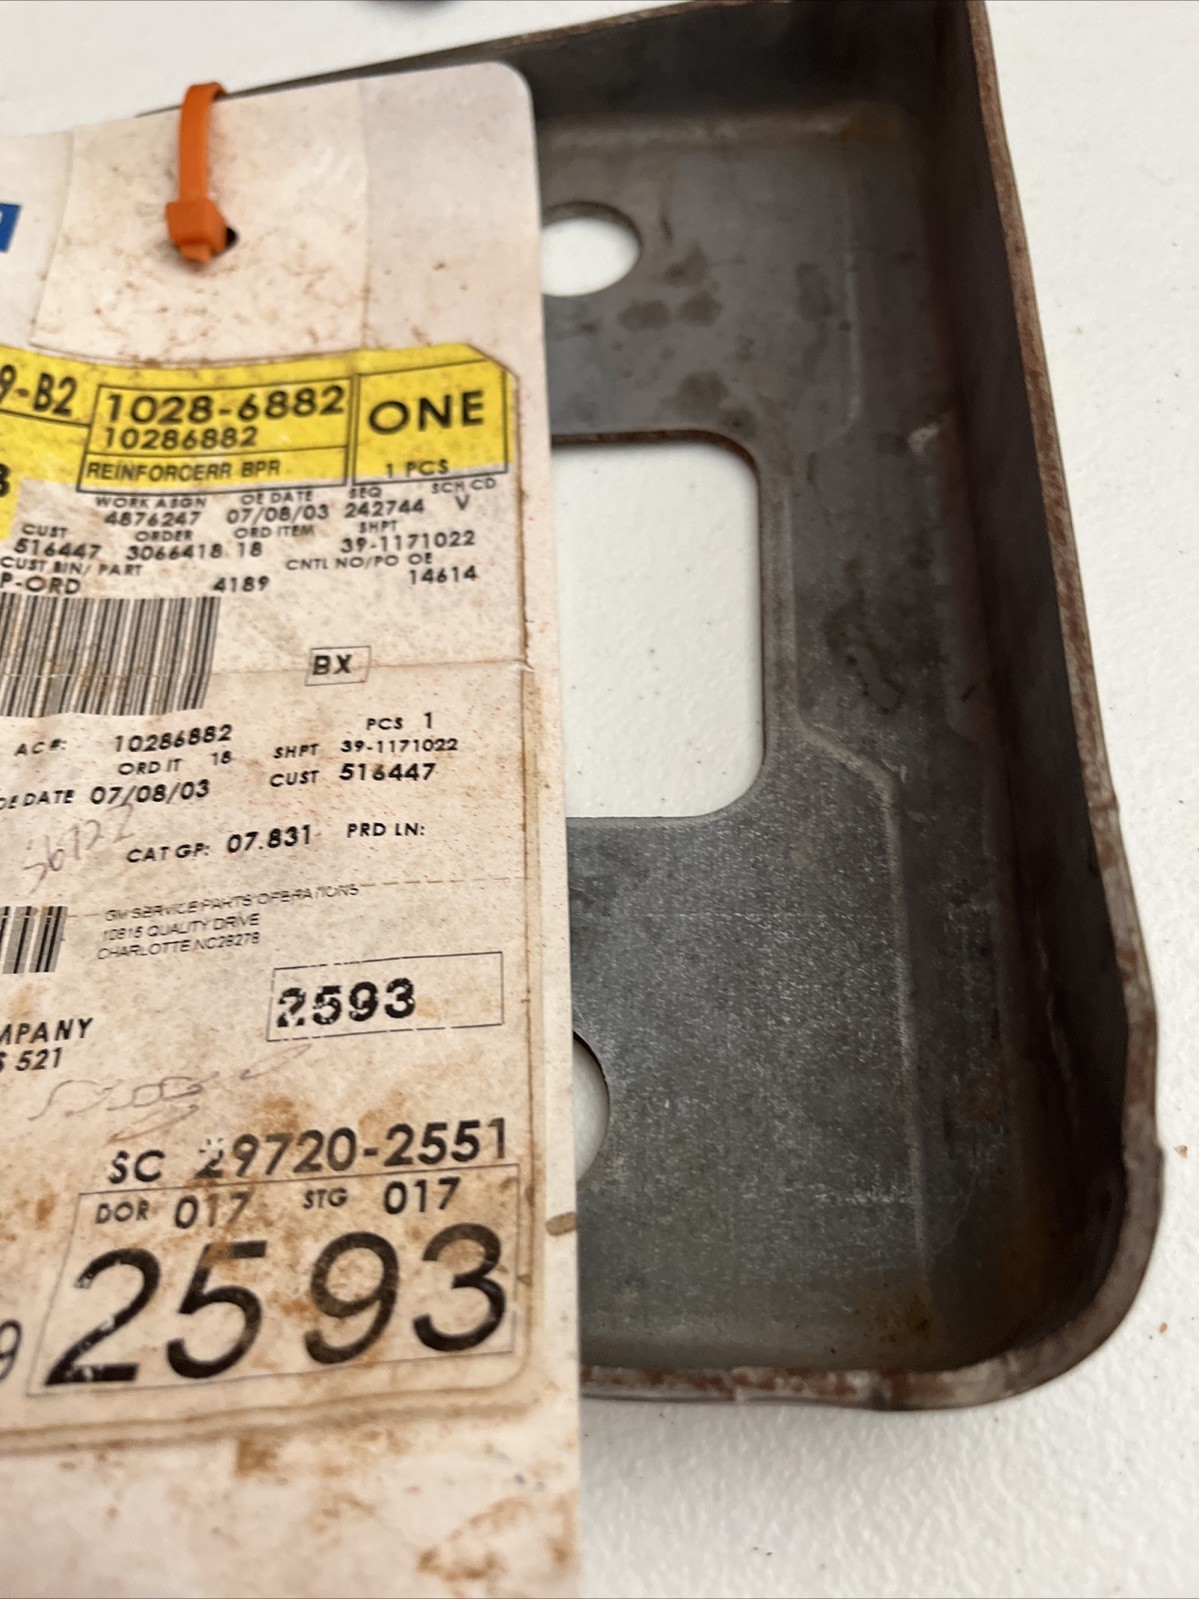 9-B2
1028-6882
10286882
ONE
REINFORCERR BPR
1 PCS
WORK ASGN OE DATE SEQ SCH CD
4876247 07/08/03 242744 V
CUST ORDER ORD ITEM SHPT
516447 3066418 18 39-1171022
CUST BIN/ PART CNTL NO/PO OE
P-ORD 4189 14614
BX
AC#: 10286882 PCS 1
ORD IT 18 SHPT 39-1171022
OE DATE 07/08/03 CUST 516447
CAT GP: 07.831 PRD LN:
GM SERVICE PARTS OPERATIONS
10815 QUALITY DRIVE
CHARLOTTE NC28278
2593
MPANY
S 521
SC 29720-2551
DOR 017 STG 017
9 2593